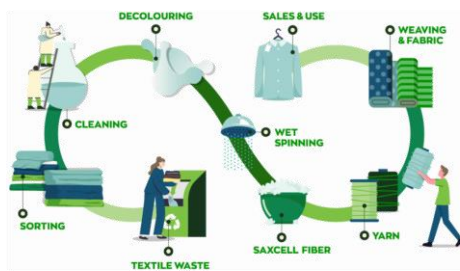 DECOLOURING
SALES & USE
WEAVING
& FABRIC
CLEANING
WET
SPINNING
SORTING
TEXTILE WASTE
SAXCELL FIBER
YARN